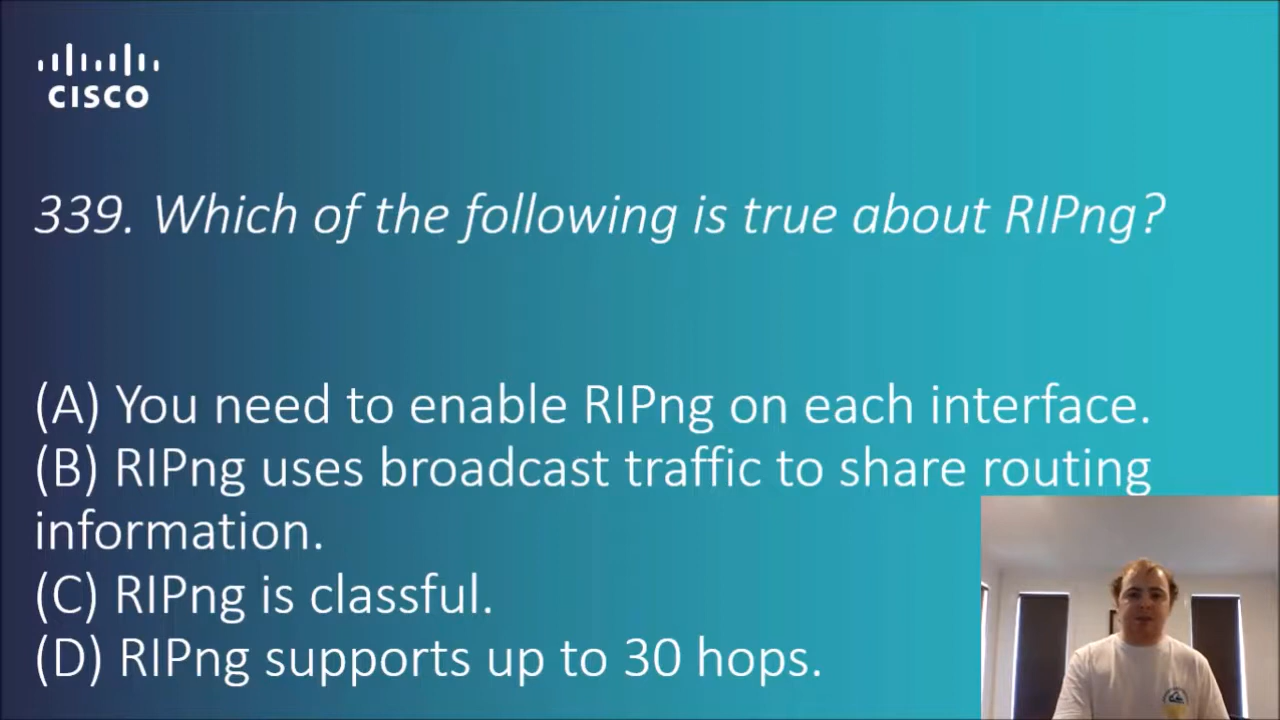 CISCO
339. Which of the following is true about RIPng?
(A) You need to enable RIPng on each interface.
(B) RIPng uses broadcast traffic to share routing
information.
(C) RIPng is classful.
(D) RIPng supports up to 30 hops.